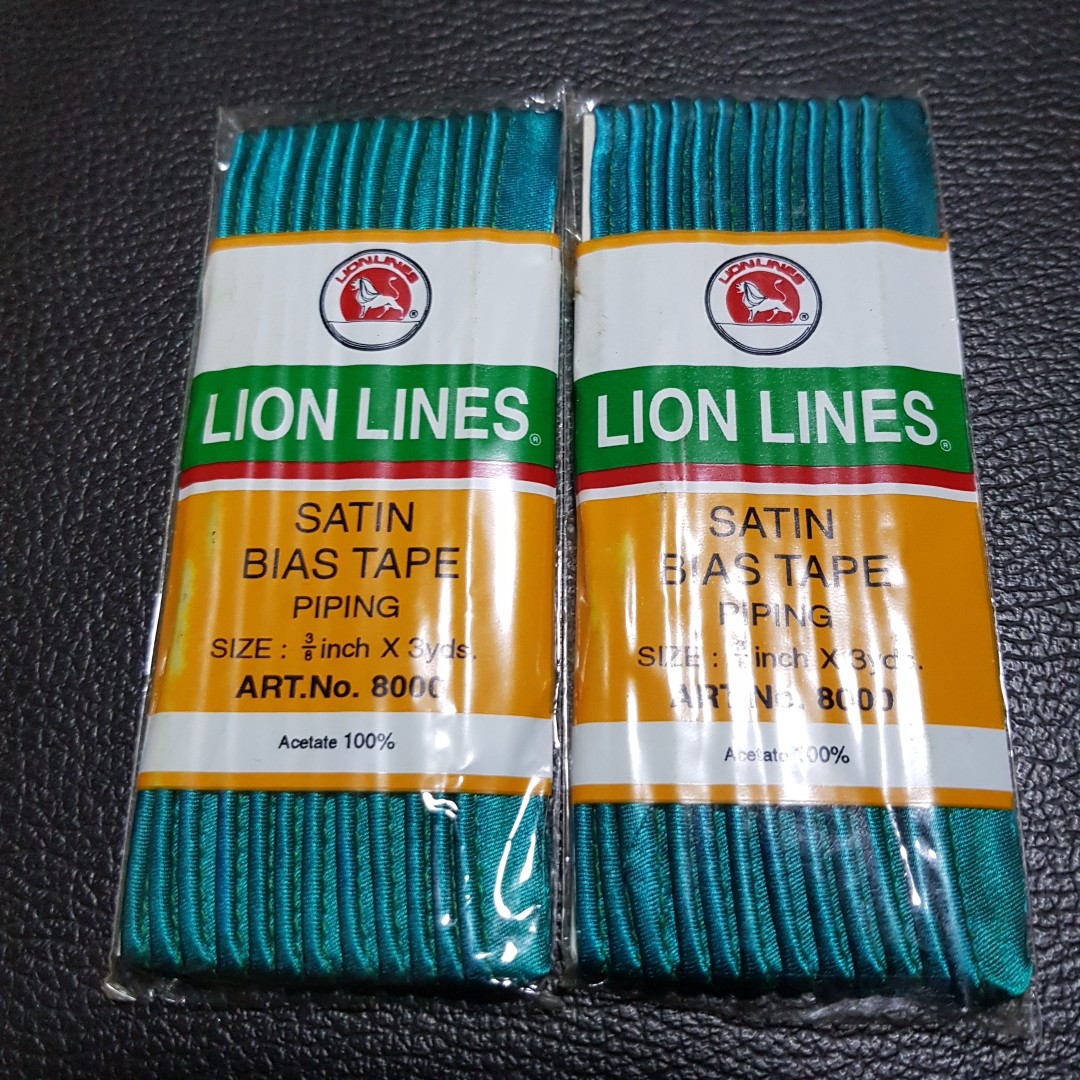 LION LINES
®
LION LINES®
SATIN
BIAS TAPE
PIPING
SIZE : 3/8 inch X 3yds.
ART.No. 8000
Acetate 100%
LION LINES
®
LION LINES®
SATIN
BIAS TAPE
PIPING
SIZE : inch X 3yds.
ART.No. 8000
Acetate 100%